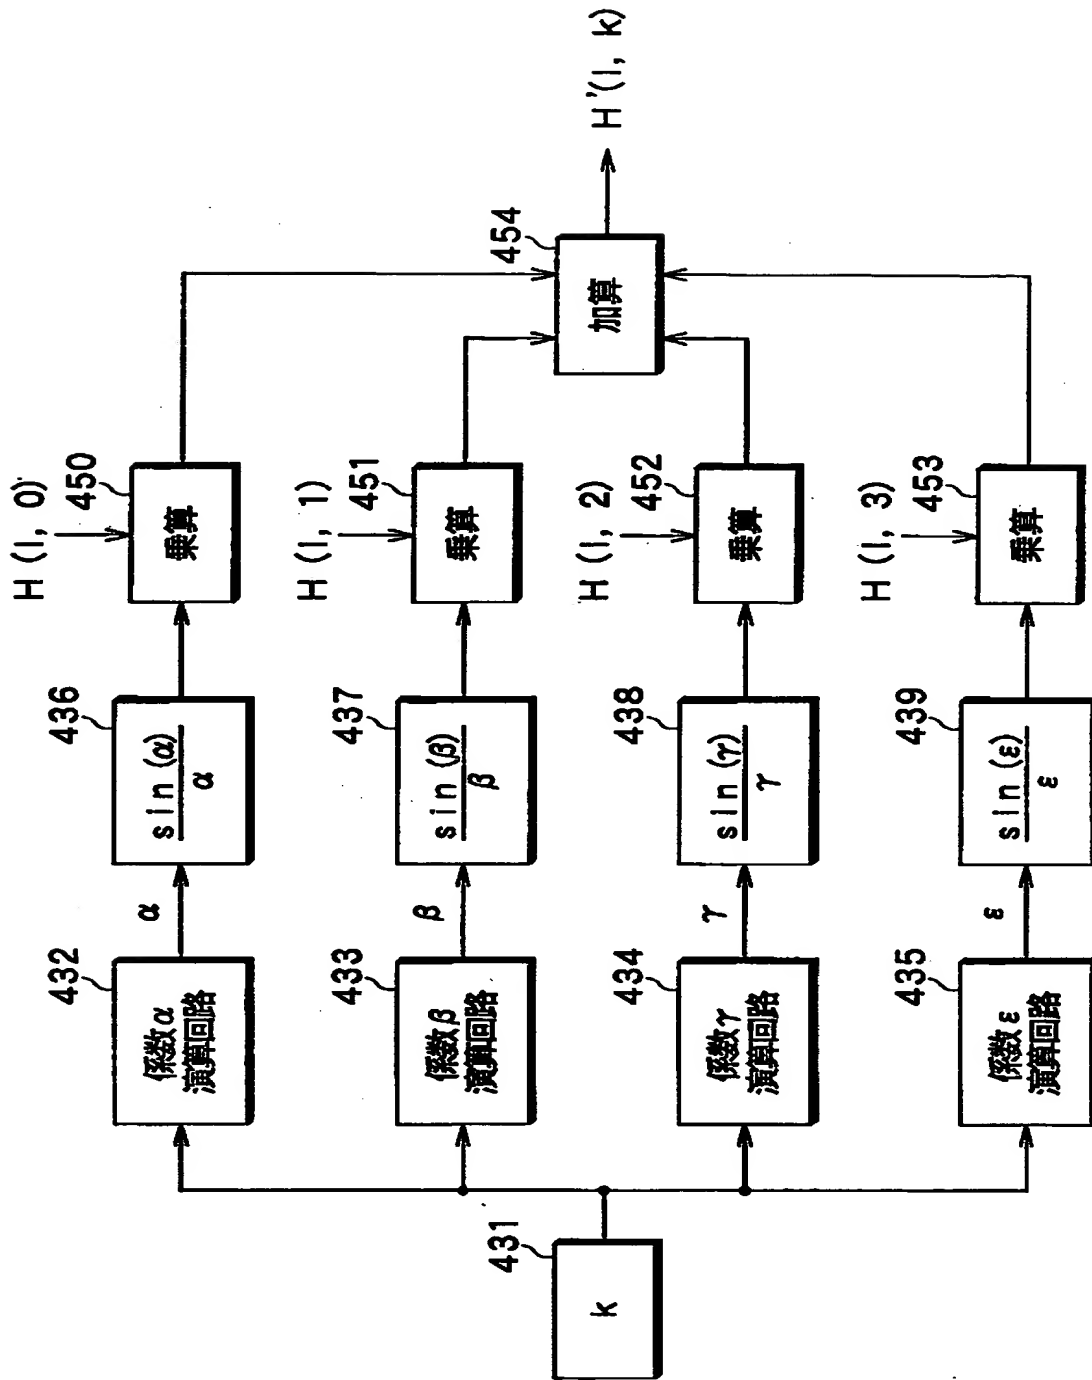 431
k
432
係数α
演算回路
α
436
sin (α)
α
H (l, 0)
450
乗算
433
係数β
演算回路
β
437
sin (β)
β
H (l, 1)
451
乗算
454
加算
H'(l, k)
434
係数γ
演算回路
γ
438
sin (γ)
γ
H (l, 2)
452
乗算
435
係数ε
演算回路
ε
439
sin (ε)
ε
H (l, 3)
453
乗算